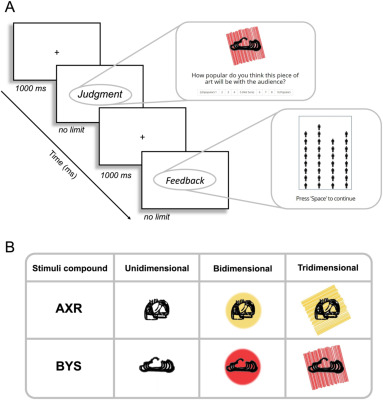 A
+
1000 ms
Judgment
no limit
+
1000 ms
Feedback
no limit
Time (ms)
How popular do you think this piece of
art will be with the audience?
Press 'Space' to continue
B
Stimuli compound
Unidimensional
Bidimensional
Tridimensional
AXR
BYS